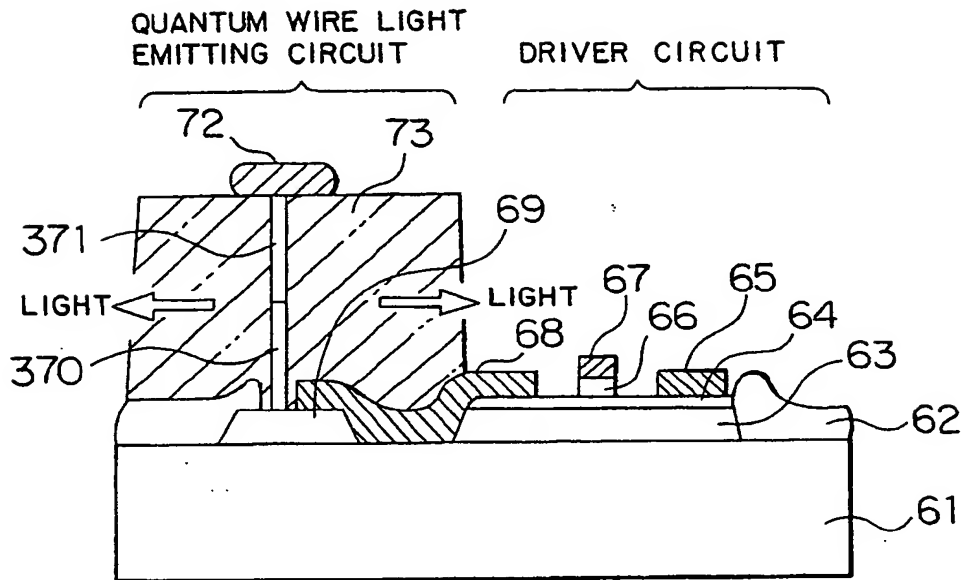 QUANTUM WIRE LIGHT
EMITTING CIRCUIT
DRIVER CIRCUIT
72
73
69
371
LIGHT
LIGHT
67
65
66
64
68
63
370
62
61